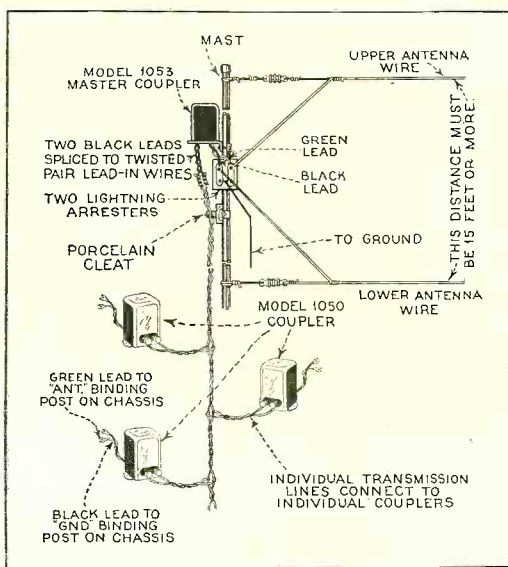 MAST
UPPER ANTENNA
WIRE
MODEL 1053
MASTER COUPLER
TWO BLACK LEADS
SPLICED TO TWISTED
PAIR LEAD-IN WIRES
GREEN
LEAD
BLACK
LEAD
THIS DISTANCE MUST
BE 15 FEET OR MORE.
TWO LIGHTNING
ARRESTERS
PORCELAIN
CLEAT
TO GROUND
LOWER ANTENNA
WIRE
MODEL 1050
COUPLER
GREEN LEAD TO
"ANT." BINDING
POST ON CHASSIS
BLACK LEAD TO
"GND" BINDING
POST ON CHASSIS
INDIVIDUAL TRANSMISSION
LINES CONNECT TO
INDIVIDUAL COUPLERS